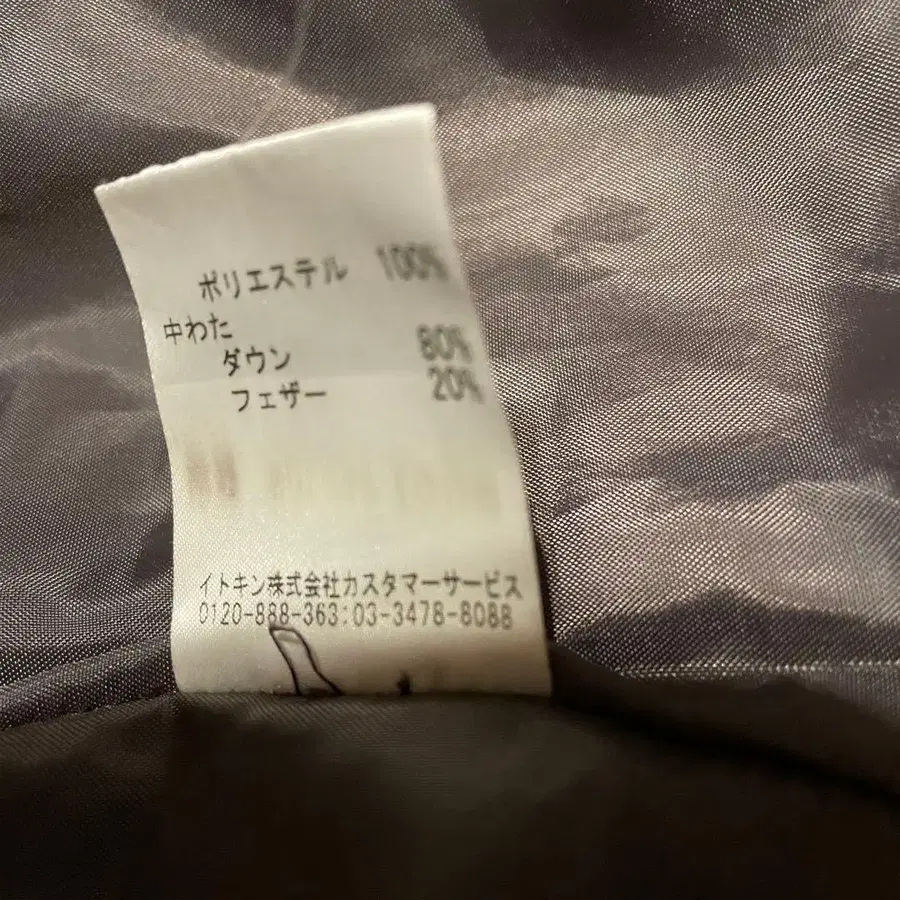 ポリエステル 100%
中わた
ダウン 80%
フェザー 20%
イトキン株式会社カスタマーサービス
0120-888-363:03-3478-8088